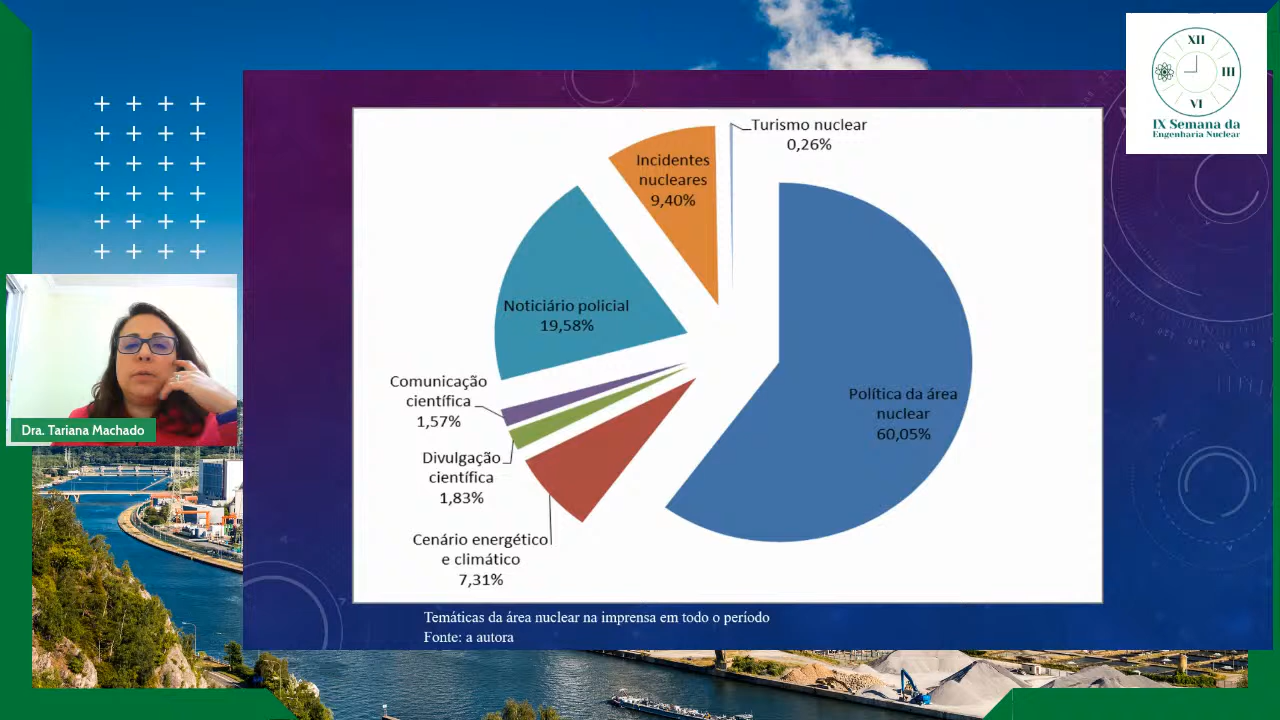 XII
III
VI
IX Semana da
Engenharia Nuclear
Turismo nuclear
0,26%
Incidentes
nucleares
9,40%
Noticiário policial
19,58%
Política da área
nuclear
60,05%
Comunicação
científica
1,57%
Divulgação
científica
1,83%
Cenário energético
e climático
7,31%
Dra. Tariana Machado
Temáticas da área nuclear na imprensa em todo o período
Fonte: a autora